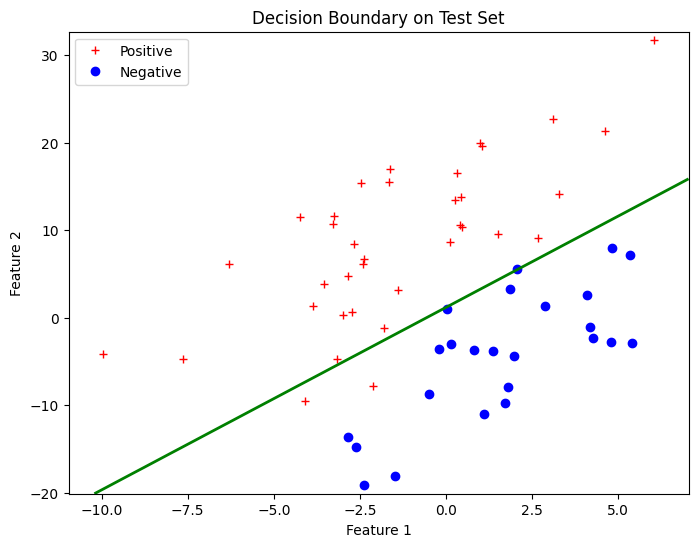 Decision Boundary on Test Set
Positive
Negative
30
20
10
0
−10
−20
Feature 2
−10.0 −7.5 −5.0 −2.5 0.0 2.5 5.0
Feature 1